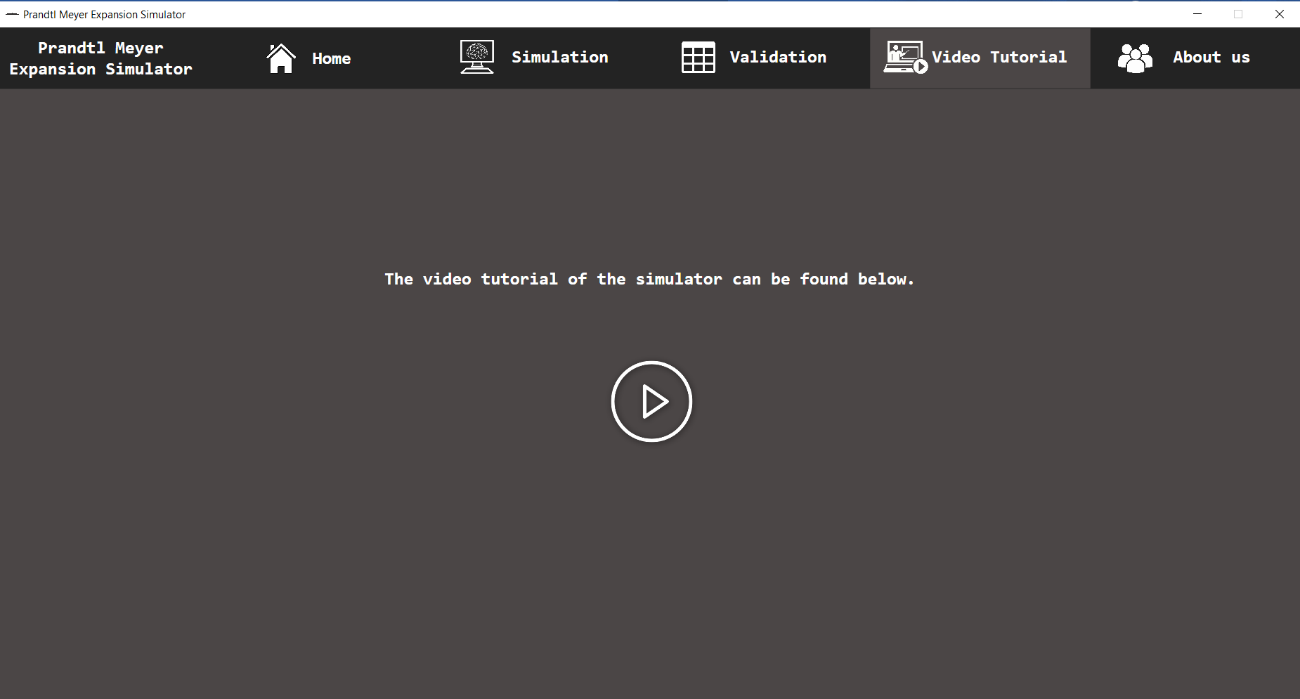 Prandtl Meyer Expansion Simulator
Prandtl Meyer
Expansion Simulator
Home
Simulation
Validation
Video Tutorial
About us
The video tutorial of the simulator can be found below.